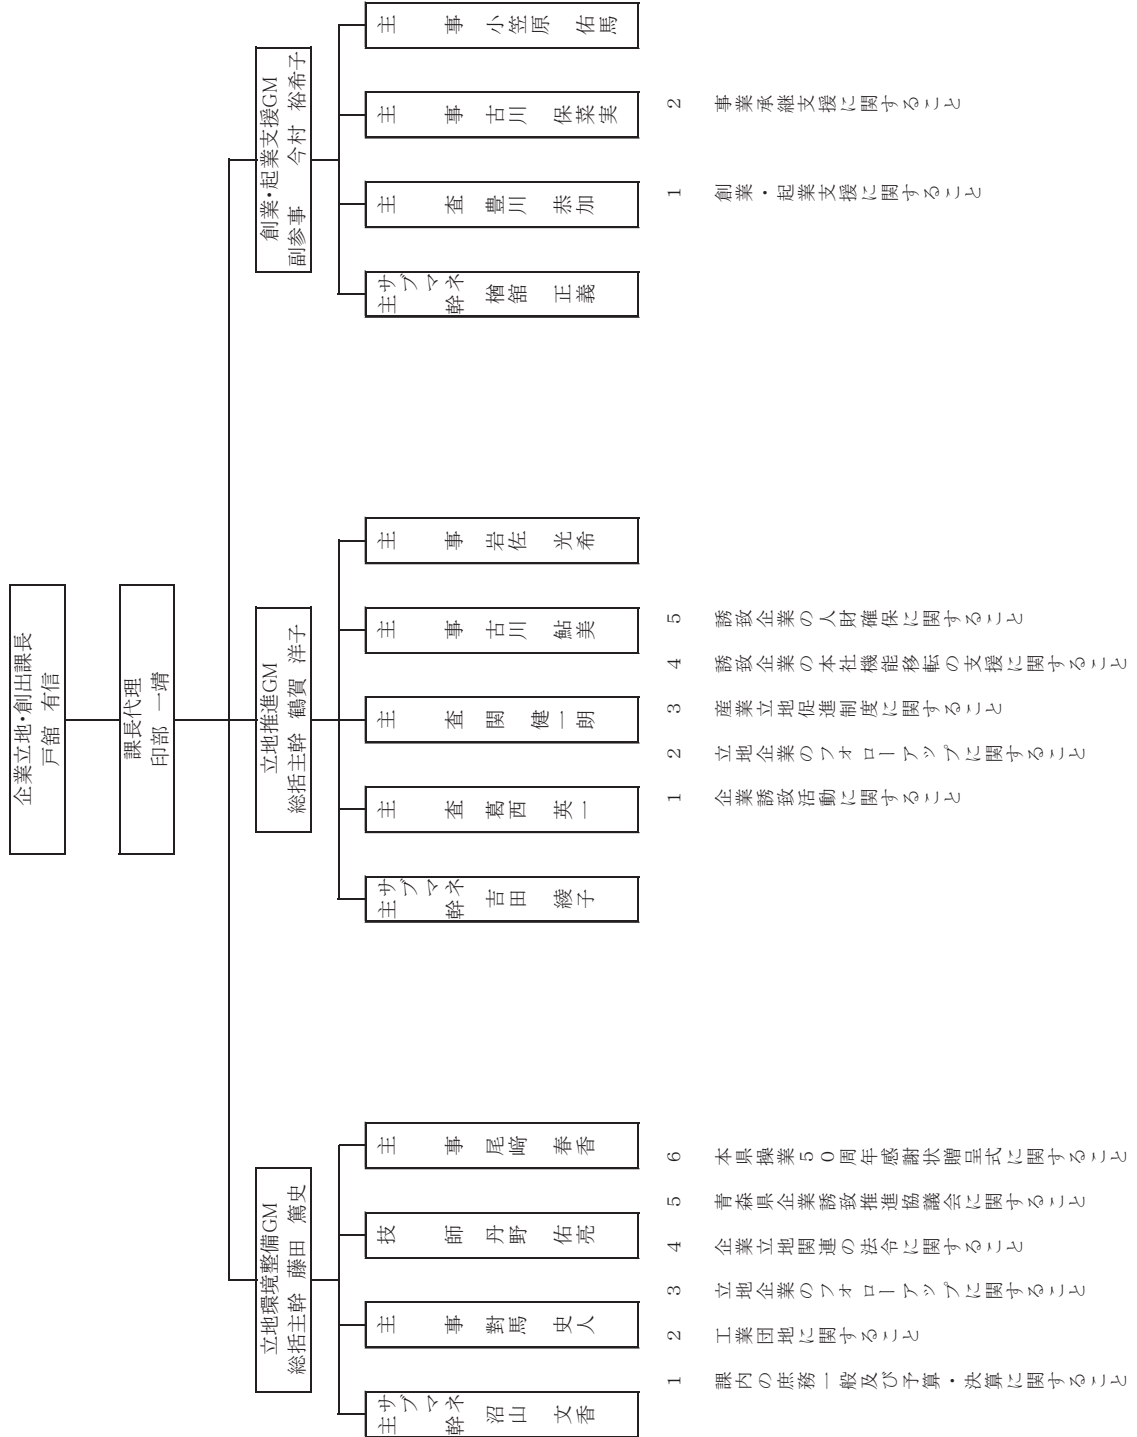 企業立地・創出課長
戸舘 有信
課長代理
印部 一靖
立地環境整備GM
総括主幹 藤田 篤史
サブマネ
主幹 沼山 文香
主事 對馬 史人
技師 丹野 佑亮
主事 尾﨑 春香
1 課内の庶務一般及び予算・決算に関すること
2 工業団地に関すること
3 立地企業のフォローアップに関すること
4 企業立地関連の法令に関すること
5 青森県企業誘致推進協議会に関すること
6 本県操業50周年感謝状贈呈式に関すること
立地推進GM
総括主幹 鶴賀 洋子
サブマネ
主幹 吉田 綾子
主査 葛西 英一
主査 関 健一朗
主事 古川 鮎美
主事 岩佐 光希
1 企業誘致活動に関すること
2 立地企業のフォローアップに関すること
3 産業立地促進制度に関すること
4 誘致企業の本社機能移転の支援に関すること
5 誘致企業の人財確保に関すること
創業・起業支援GM
副参事 今村 裕希子
サブマネ
主幹 楢舘 正義
主査 豊川 恭加
主事 古川 保菜実
主事 小笠原 佑馬
1 創業・起業支援に関すること
2 事業承継支援に関すること